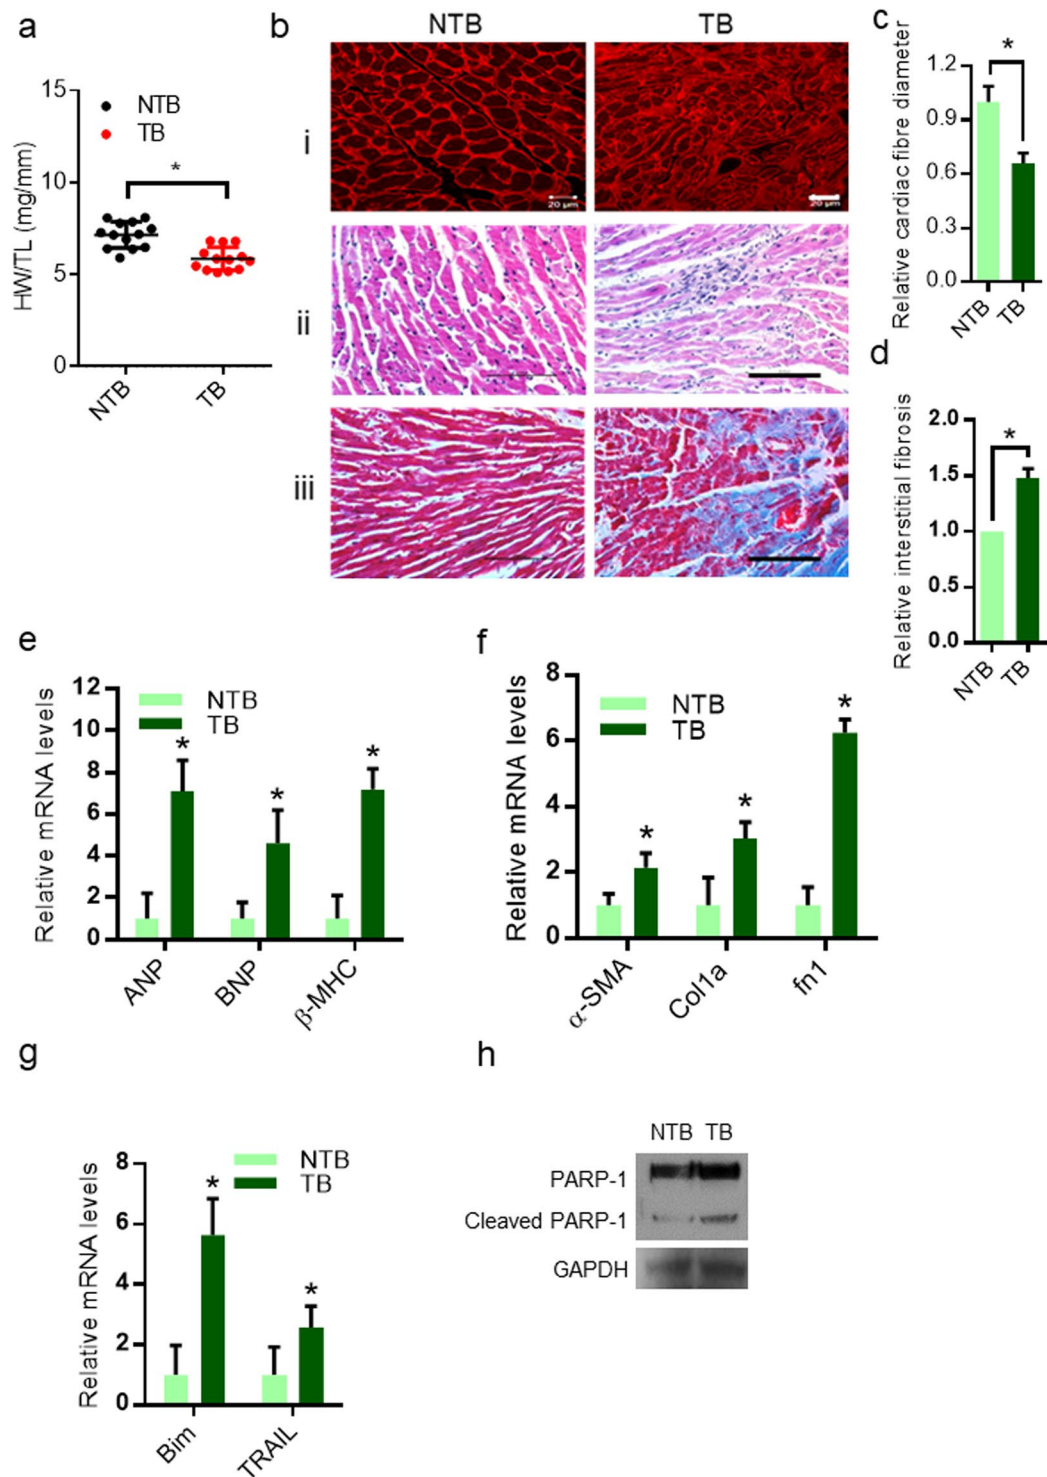 a
HW/TL (mg/mm)
15
10
5
0
NTB
TB
*
NTB
TB
b
NTB
TB
i
ii
iii
20 µm
20 µm
c
Relative cardiac fibre diameter
1.2
0.9
0.6
0.3
0.0
*
NTB
TB
d
Relative interstitial fibrosis
2.0
1.5
1.0
0.5
0.0
*
NTB
TB
e
Relative mRNA levels
12
10
8
6
4
2
0
NTB
TB
*
*
*
ANP
BNP
β-MHC
f
Relative mRNA levels
8
6
4
2
0
NTB
TB
*
*
*
α-SMA
Col1a
fn1
g
Relative mRNA levels
8
6
4
2
0
NTB
TB
*
*
Bim
TRAIL
h
NTB TB
PARP-1
Cleaved PARP-1
GAPDH